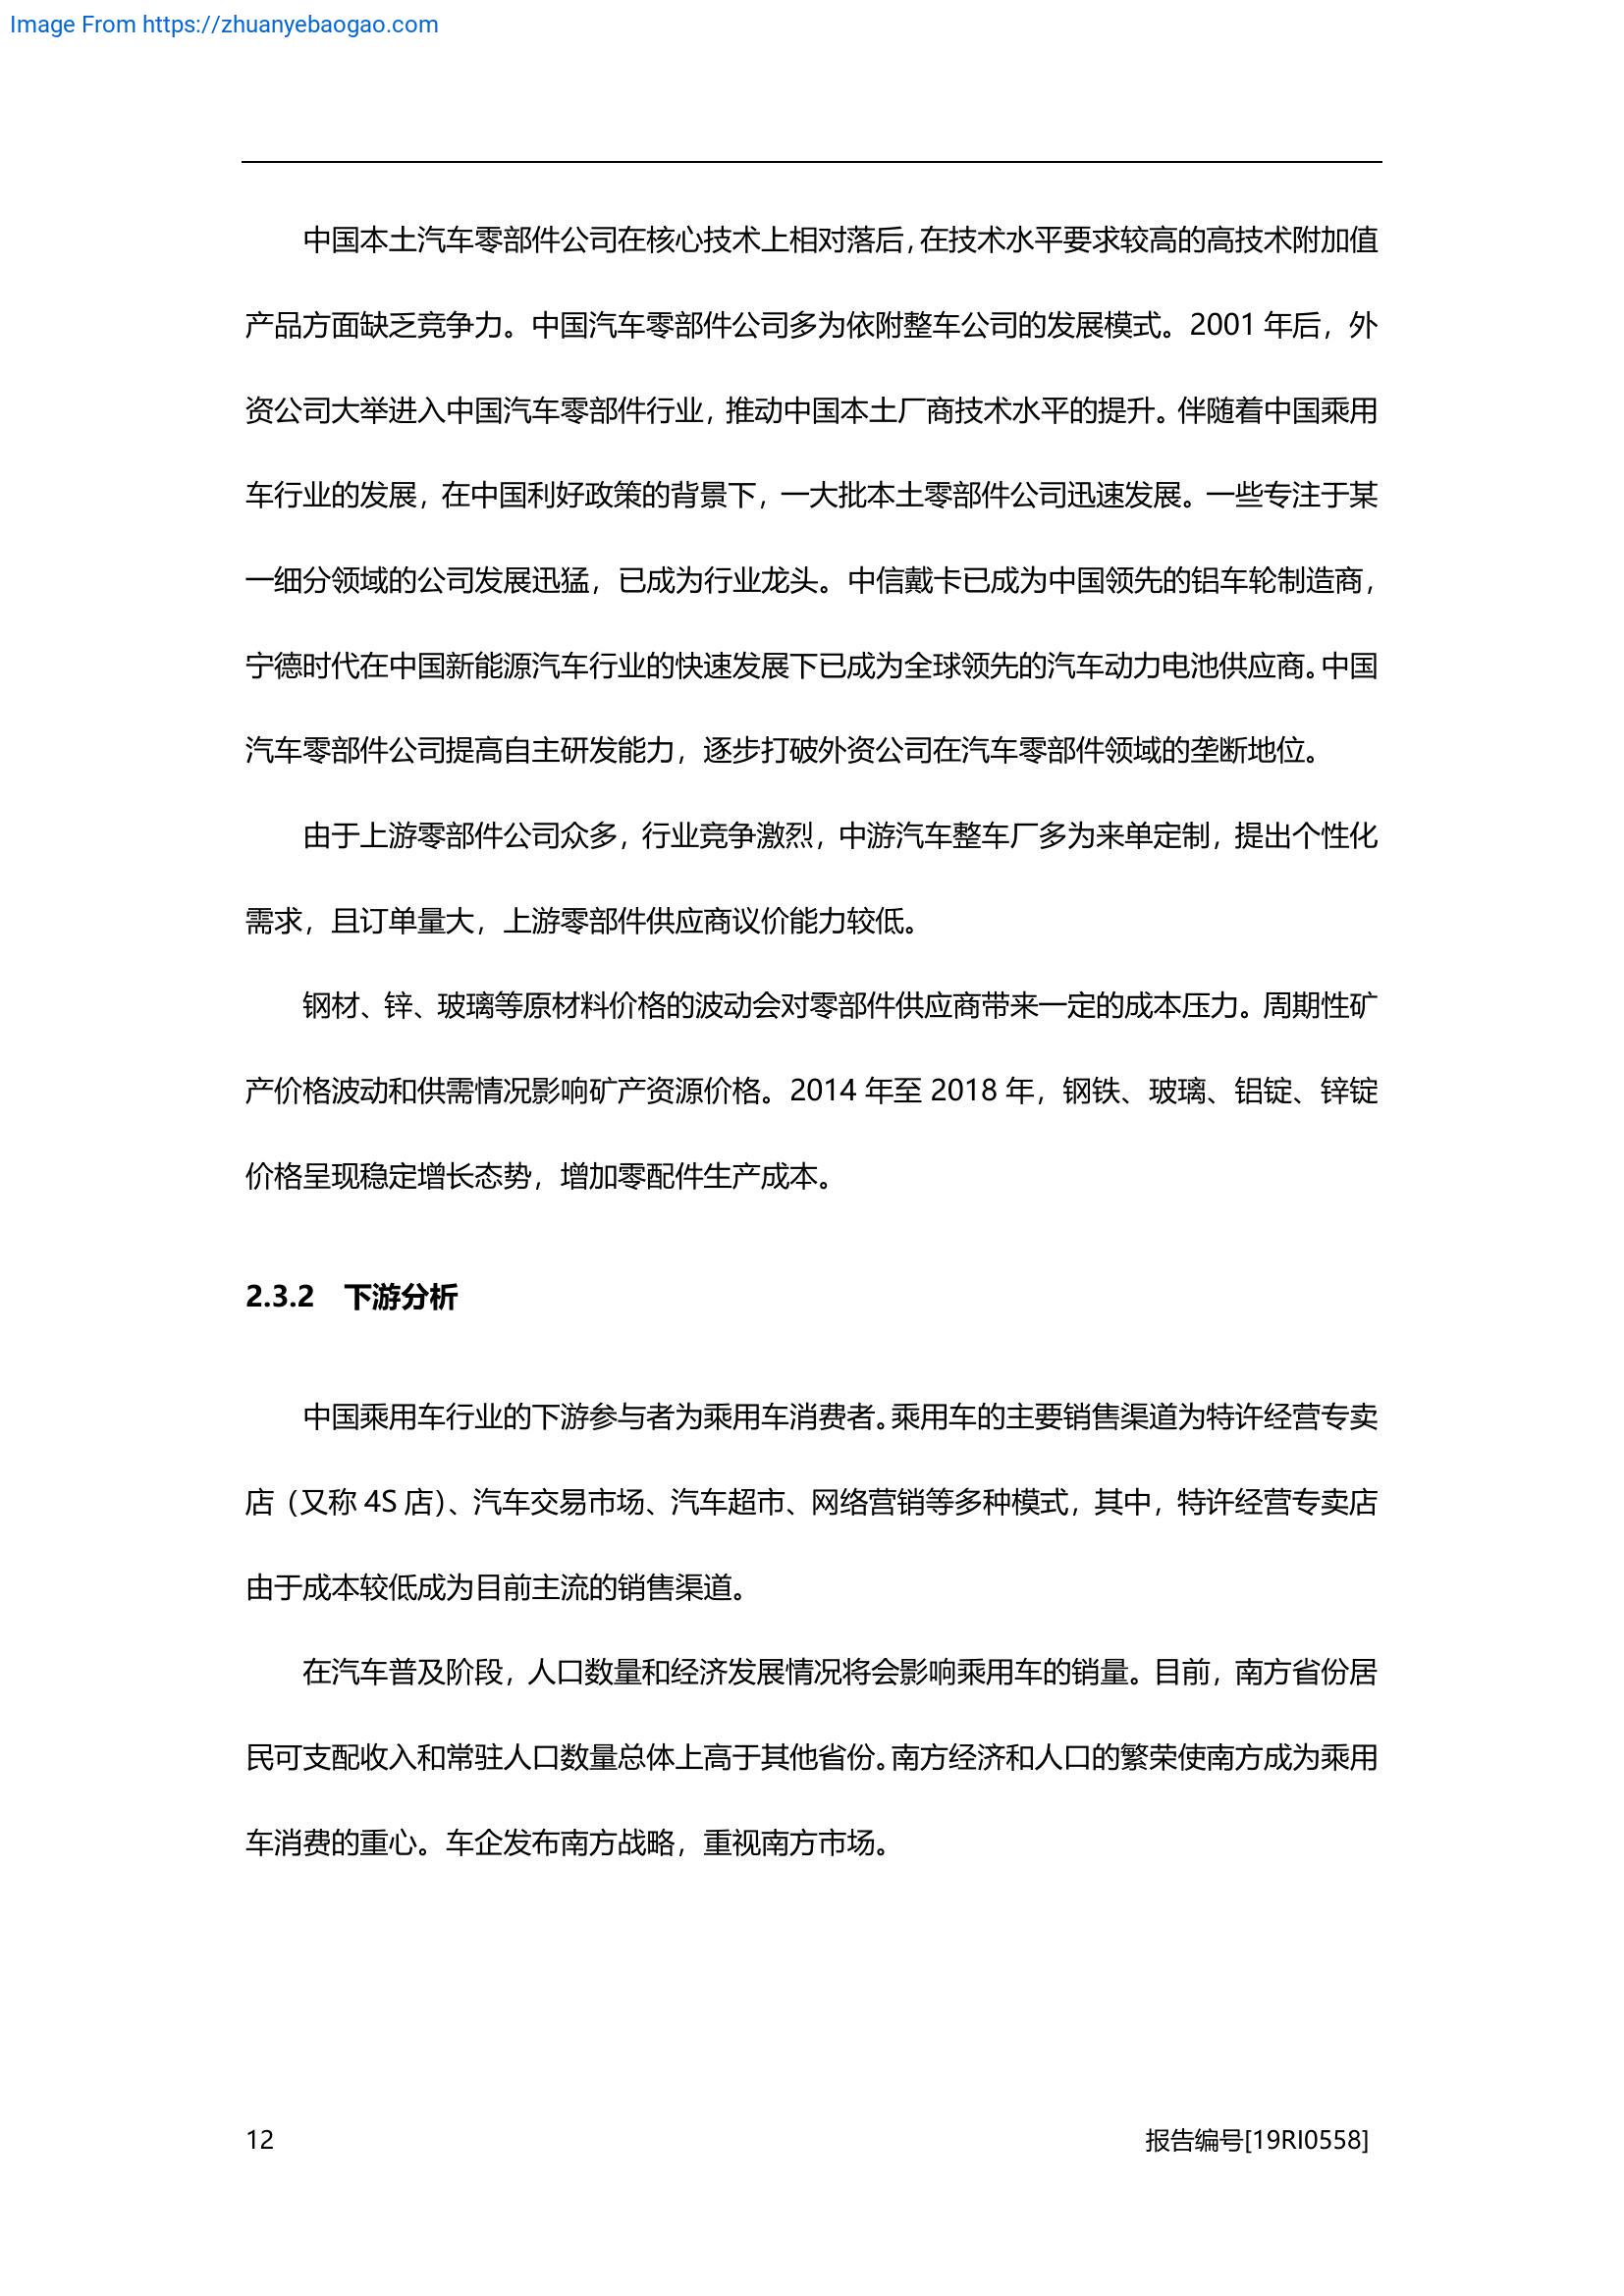 Image From https://zhuanyebaogao.com
中国本土汽车零部件公司在核心技术上相对落后，在技术水平要求较高的高技术附加值
产品方面缺乏竞争力。中国汽车零部件公司多为依附整车公司的发展模式。2001 年后，外
资公司大举进入中国汽车零部件行业，推动中国本土厂商技术水平的提升。伴随着中国乘用
车行业的发展，在中国利好政策的背景下，一大批本土零部件公司迅速发展。一些专注于某
一细分领域的公司发展迅猛，已成为行业龙头。中信戴卡已成为中国领先的铝车轮制造商，
宁德时代在中国新能源汽车行业的快速发展下已成为全球领先的汽车动力电池供应商。中国
汽车零部件公司提高自主研发能力，逐步打破外资公司在汽车零部件领域的垄断地位。
由于上游零部件公司众多，行业竞争激烈，中游汽车整车厂多为来单定制，提出个性化
需求，且订单量大，上游零部件供应商议价能力较低。
钢材、锌、玻璃等原材料价格的波动会对零部件供应商带来一定的成本压力。周期性矿
产价格波动和供需情况影响矿产资源价格。2014 年至 2018 年，钢铁、玻璃、铝锭、锌锭
价格呈现稳定增长态势，增加零配件生产成本。
2.3.2 下游分析
中国乘用车行业的下游参与者为乘用车消费者。乘用车的主要销售渠道为特许经营专卖
店（又称 4S 店）、汽车交易市场、汽车超市、网络营销等多种模式，其中，特许经营专卖店
由于成本较低成为目前主流的销售渠道。
在汽车普及阶段，人口数量和经济发展情况将会影响乘用车的销量。目前，南方省份居
民可支配收入和常驻人口数量总体上高于其他省份。南方经济和人口的繁荣使南方成为乘用
车消费的重心。车企发布南方战略，重视南方市场。
12 报告编号[19RI0558]